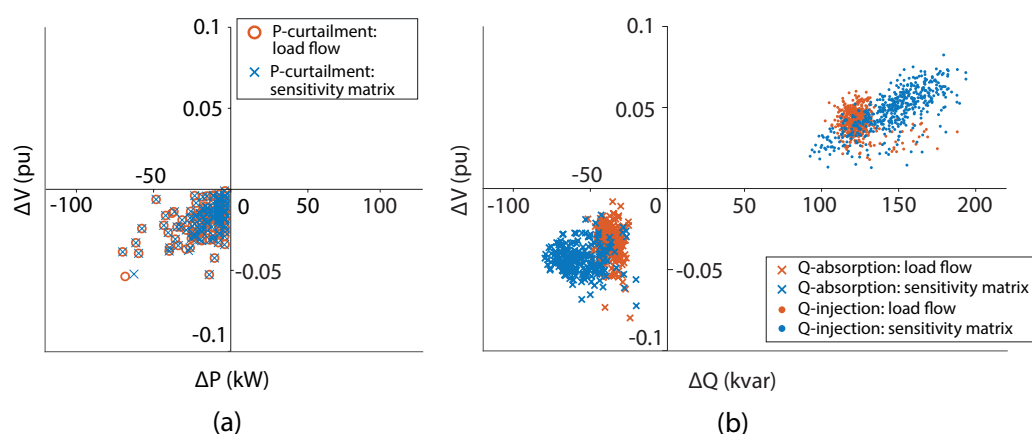 0.1
P-curtailment:
load flow
P-curtailment:
sensitivity matrix
0.05
ΔV (pu)
-50
-100
0
50
100
-0.05
-0.1
ΔP (kW)
(a)
0.1
0.05
ΔV (pu)
-50
-100
0
50
100
150
200
-0.05
Q-absorption: load flow
Q-absorption: sensitivity matrix
Q-injection: load flow
Q-injection: sensitivity matrix
-0.1
ΔQ (kvar)
(b)